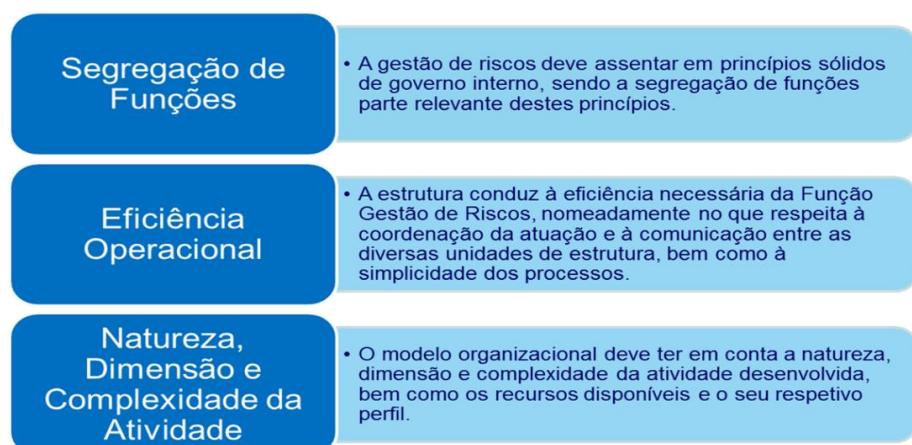 Segregação de
Funções
• A gestão de riscos deve assentar em princípios sólidos
de governo interno, sendo a segregação de funções
parte relevante destes princípios.
Eficiência
Operacional
• A estrutura conduz à eficiência necessária da Função
Gestão de Riscos, nomeadamente no que respeita à
coordenação da atuação e à comunicação entre as
diversas unidades de estrutura, bem como à
simplicidade dos processos.
Natureza,
Dimensão e
Complexidade da
Atividade
• O modelo organizacional deve ter em conta a natureza,
dimensão e complexidade da atividade desenvolvida,
bem como os recursos disponíveis e o seu respetivo
perfil.